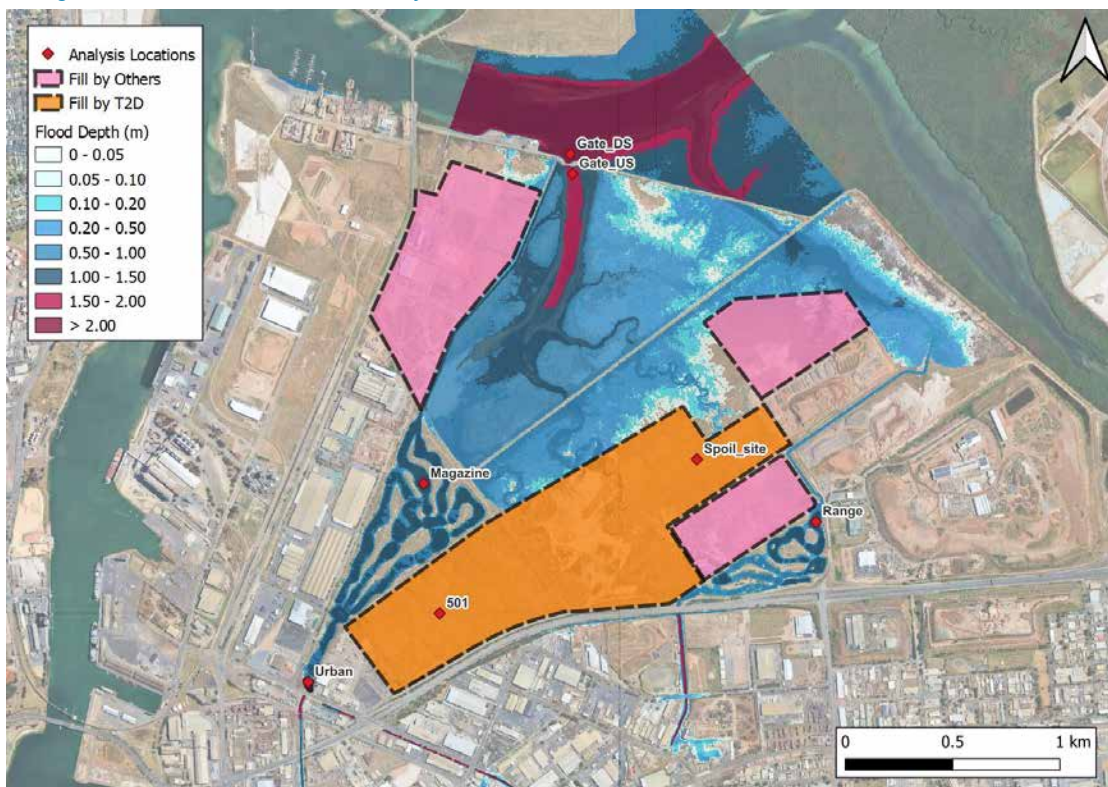 Analysis Locations
Fill by Others
Fill by T2D
Flood Depth (m)
0 - 0.05
0.05 - 0.10
0.10 - 0.20
0.20 - 0.50
0.50 - 1.00
1.00 - 1.50
1.50 - 2.00
> 2.00
Gate_DS
Gate_US
Magazine
Spoil_site
Range
501
Urban
0 0.5 1 km